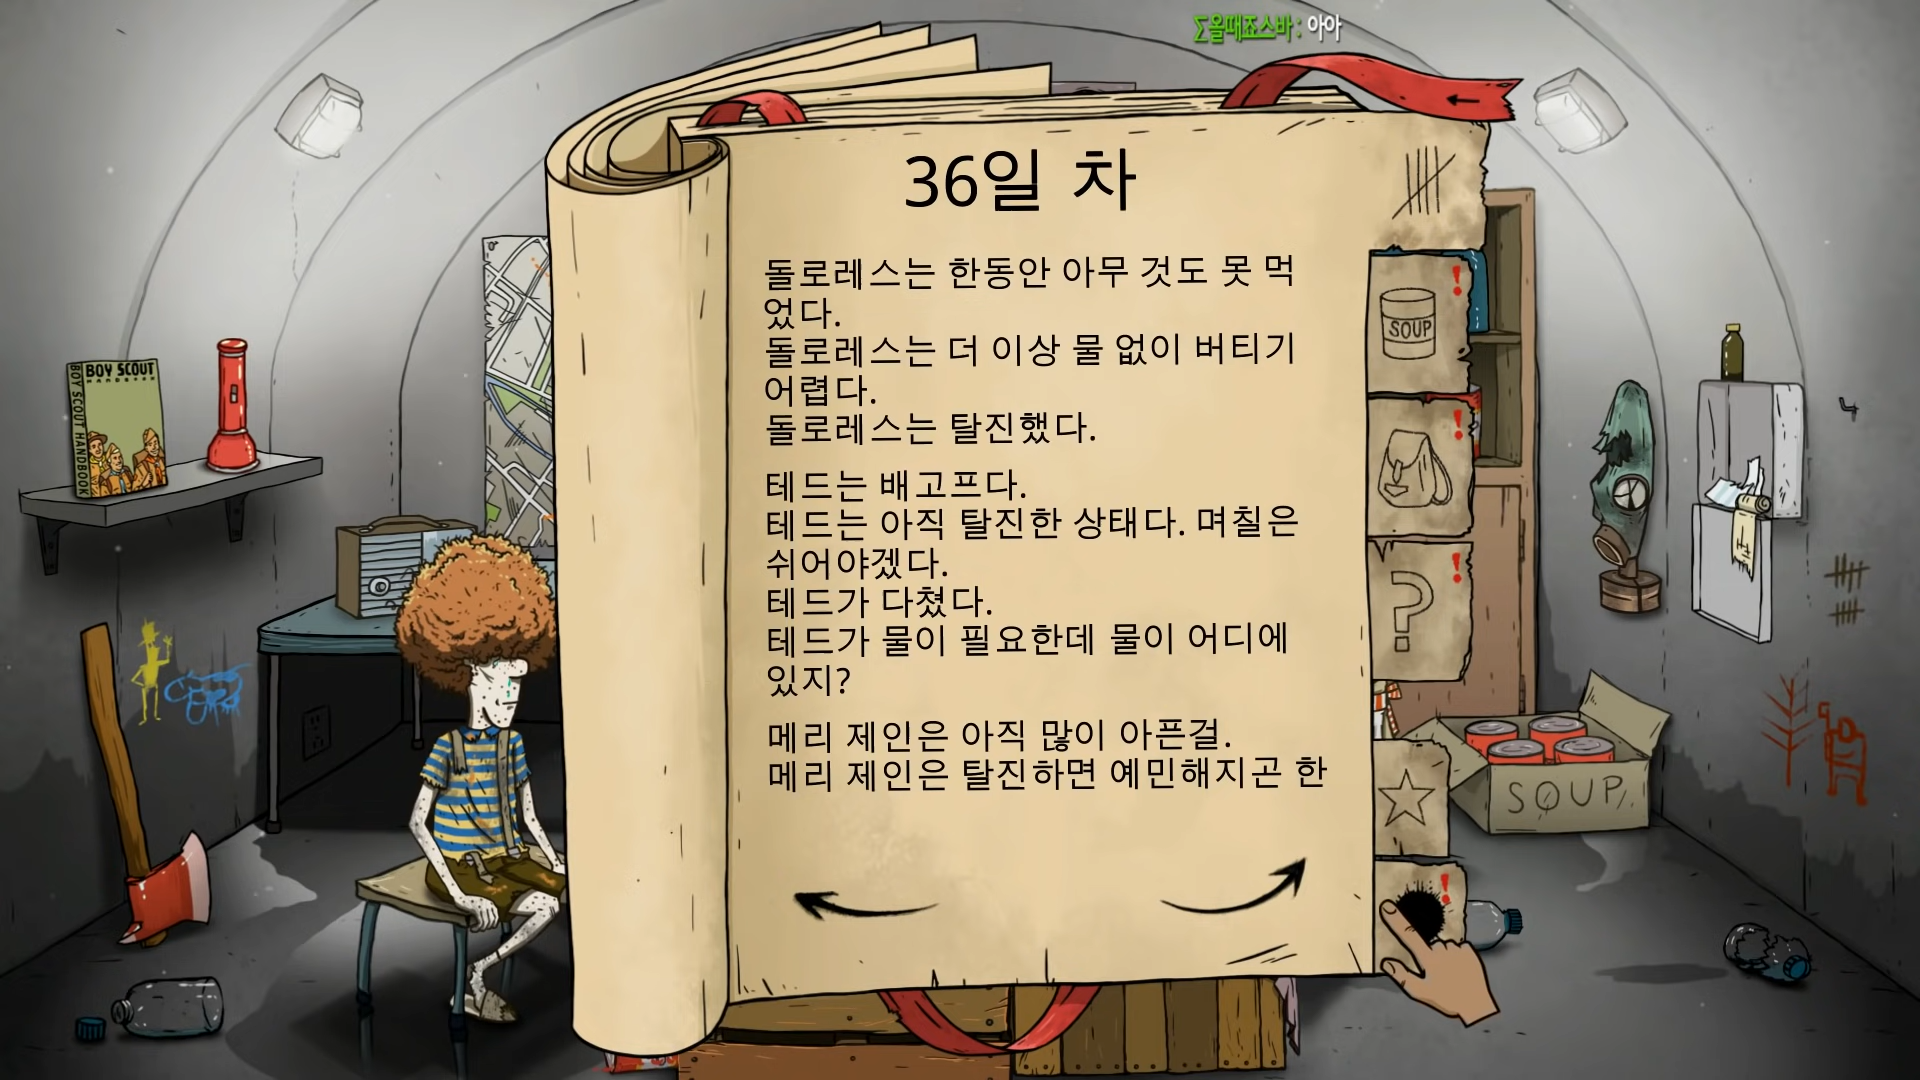 ∑올때죠스바 : 아아
36일 차
돌로레스는 한동안 아무 것도 못 먹
었다.
돌로레스는 더 이상 물 없이 버티기
어렵다.
돌로레스는 탈진했다.
테드는 배고프다.
테드는 아직 탈진한 상태다. 며칠은
쉬어야겠다.
테드가 다쳤다.
테드가 물이 필요한데 물이 어디에
있지?
메리 제인은 아직 많이 아픈걸.
메리 제인은 탈진하면 예민해지곤 한
SOUP
!
!
?
!
!
BOY SCOUT
HANDBOOK
BOY SCOUT HANDBOOK
SOUP